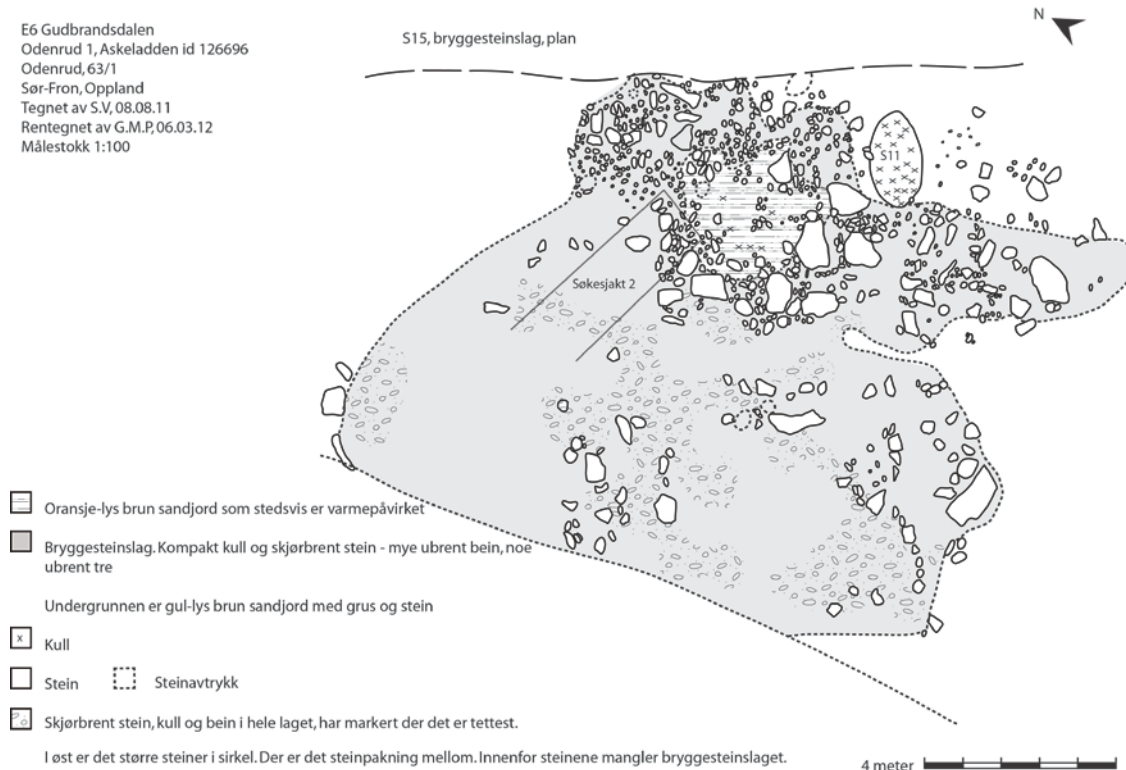 E6 Gudbrandsdalen
Odenrud 1, Askeladden id 126696
Odenrud, 63/1
Sør-Fron, Oppland
Tegnet av S.V, 08.08.11
Rentegnet av G.M.P, 06.03.12
Målestokk 1:100
S15, bryggesteinslag, plan
N
S11
Søkesjakt 2
Oransje-lys brun sandjord som stedsvis er varmepåvirket
Bryggesteinslag. Kompakt kull og skjørbrent stein - mye ubrent bein, noe
ubrent tre
Undergrunnen er gul-lys brun sandjord med grus og stein
x Kull
Stein Steinavtrykk
Skjørbrent stein, kull og bein i hele laget, har markert der det er tettest.
I øst er det større steiner i sirkel. Der er det steinpakning mellom. Innenfor steinene mangler bryggesteinslaget.
4 meter